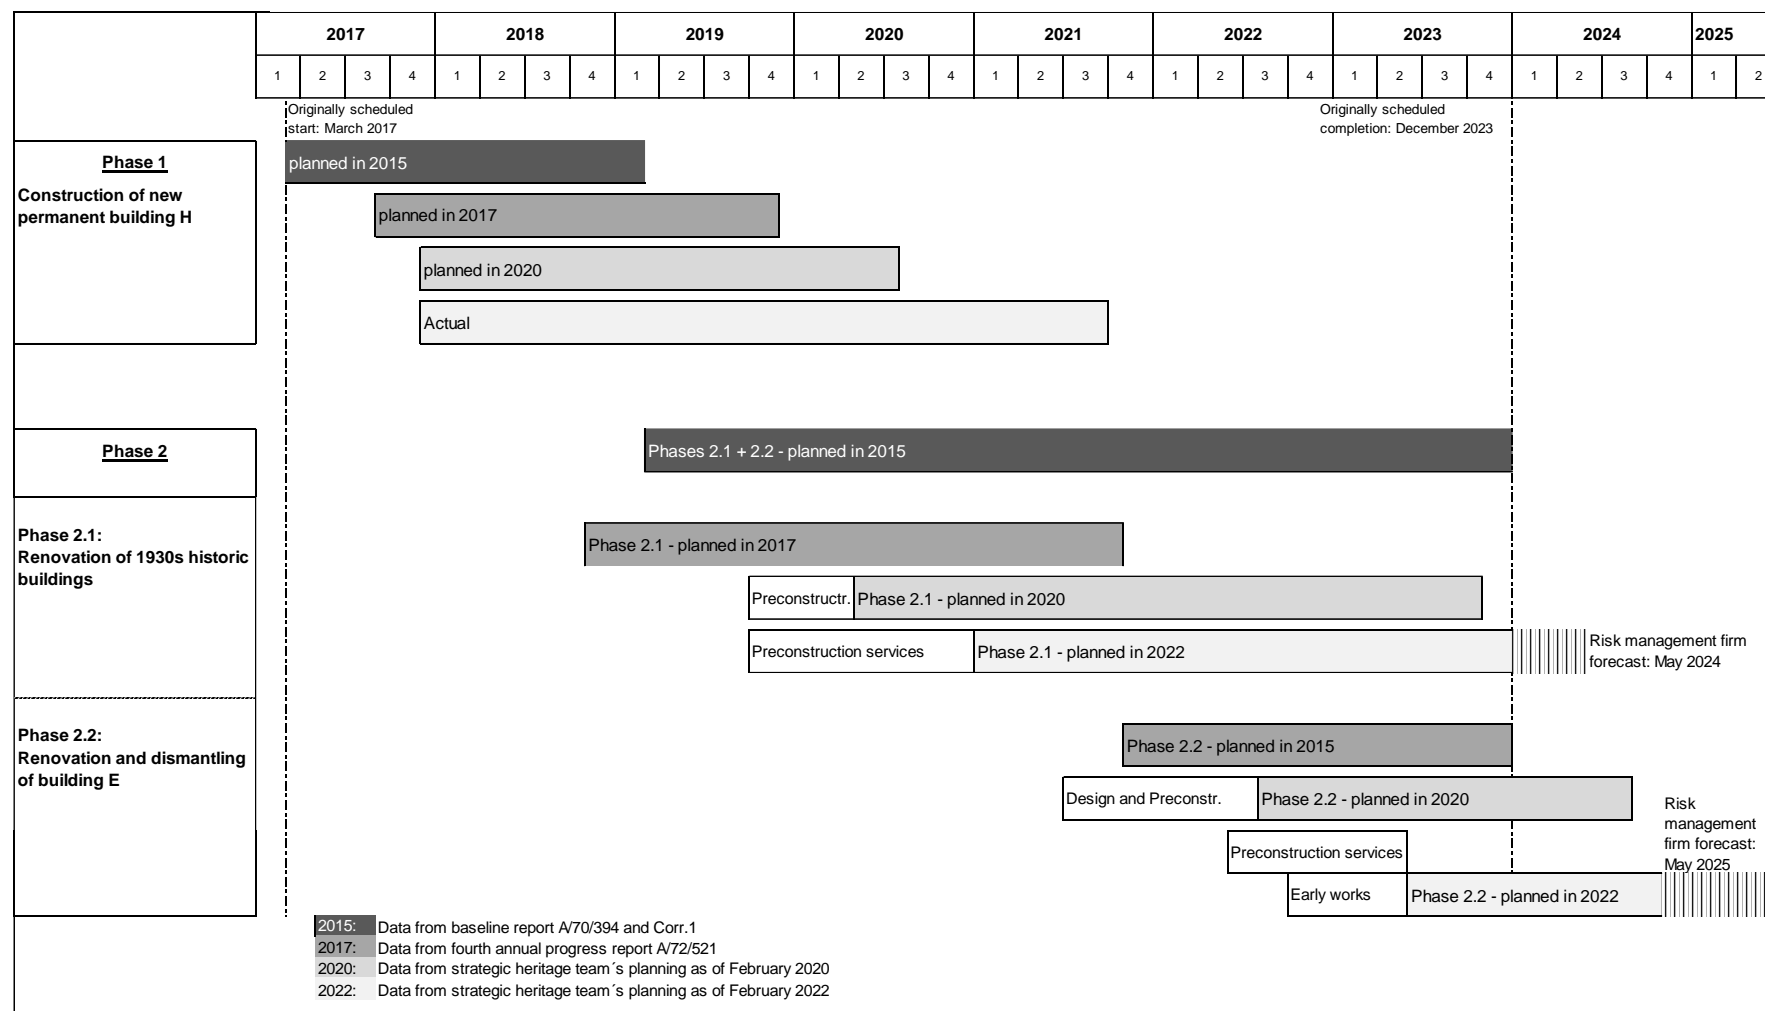 2017 2018 2019 2020 2021 2022 2023 2024 2025
1 2 3 4 1 2 3 4 1 2 3 4 1 2 3 4 1 2 3 4 1 2 3 4 1 2 3 4 1 2 3 4 1 2
Originally scheduled
start: March 2017
Originally scheduled
completion: December 2023
Phase 1
Construction of new
permanent building H
planned in 2015
planned in 2017
planned in 2020
Actual
Phase 2
Phases 2.1 + 2.2 - planned in 2015
Phase 2.1:
Renovation of 1930s historic
buildings
Phase 2.1 - planned in 2017
Preconstructr. Phase 2.1 - planned in 2020
Preconstruction services Phase 2.1 - planned in 2022
Risk management firm
forecast: May 2024
Phase 2.2:
Renovation and dismantling
of building E
Phase 2.2 - planned in 2015
Design and Preconstr. Phase 2.2 - planned in 2020
Risk
management
firm forecast:
May 2025
Preconstruction services
Early works Phase 2.2 - planned in 2022
2015: Data from baseline report A/70/394 and Corr.1
2017: Data from fourth annual progress report A/72/521
2020: Data from strategic heritage team´s planning as of February 2020
2022: Data from strategic heritage team´s planning as of February 2022